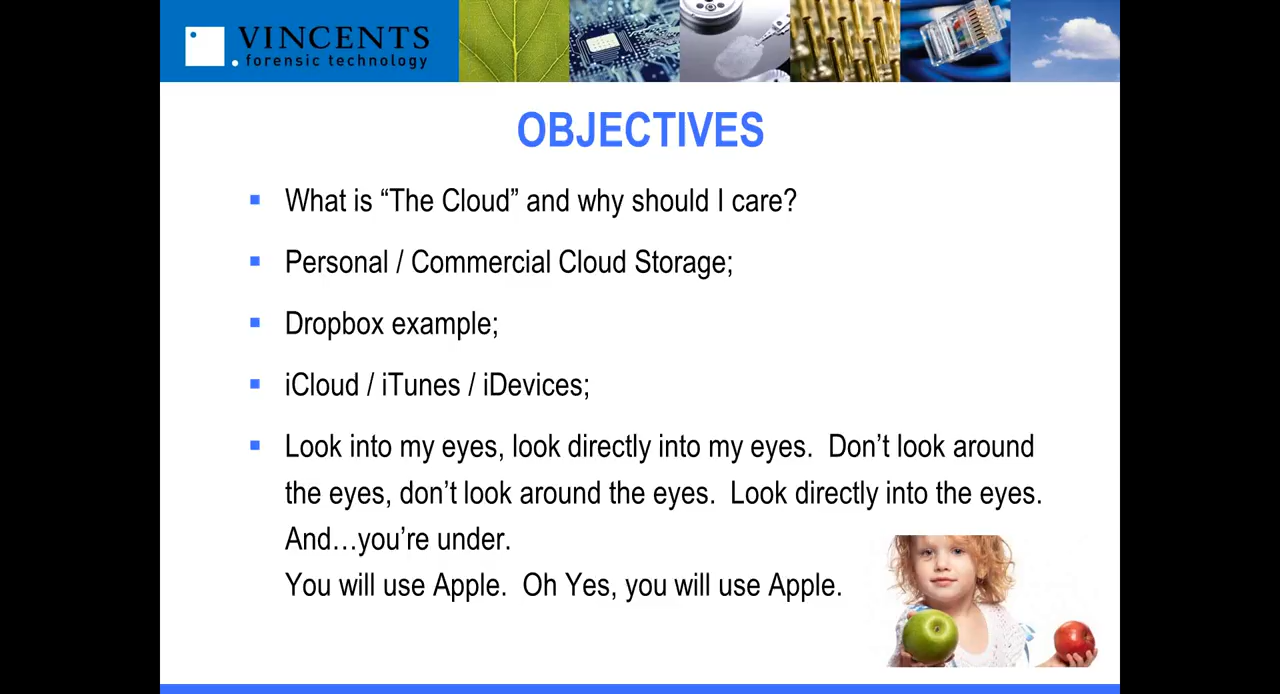 VINCENTS
forensic technology
OBJECTIVES
What is “The Cloud” and why should I care?
Personal / Commercial Cloud Storage;
Dropbox example;
iCloud / iTunes / iDevices;
Look into my eyes, look directly into my eyes.  Don’t look around
the eyes, don’t look around the eyes.  Look directly into the eyes.
And…you’re under.
You will use Apple.  Oh Yes, you will use Apple.